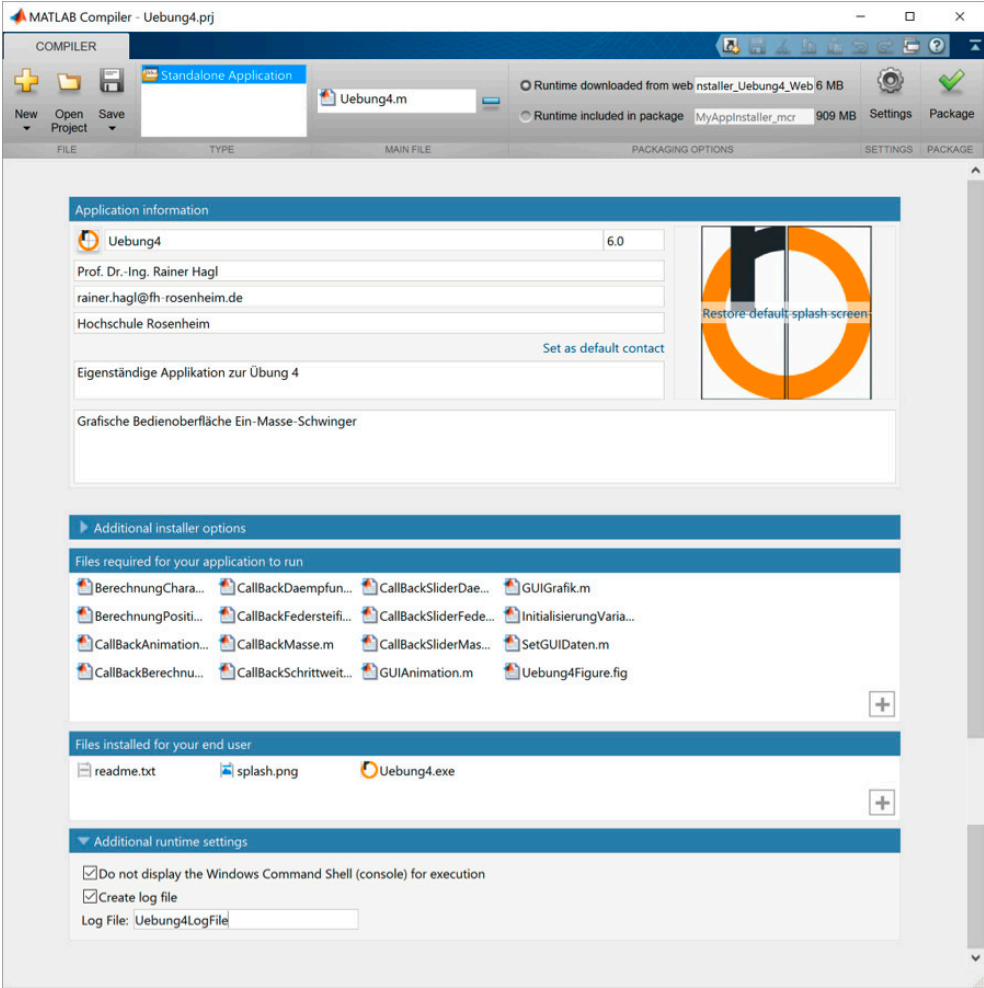 MATLAB Compiler - Uebung4.prj
COMPILER
New
Open Project
Save
FILE
Standalone Application
TYPE
Uebung4.m
MAIN FILE
Runtime downloaded from web nstaller_Uebung4_Web 6 MB
Runtime included in package MyAppInstaller_mcr 909 MB
PACKAGING OPTIONS
Settings
SETTINGS
Package
PACKAGE
Application information
Uebung4 6.0
Prof. Dr.-Ing. Rainer Hagl
rainer.hagl@fh-rosenheim.de
Hochschule Rosenheim
Set as default contact
Restore default splash screen
Eigenständige Applikation zur Übung 4
Grafische Bedienoberfläche Ein-Masse-Schwinger
Additional installer options
Files required for your application to run
BerechnungChara... CallBackDaempfun... CallBackSliderDae... GUIGrafik.m
BerechnungPositi... CallBackFedersteifi... CallBackSliderFede... InitialisierungVaria...
CallBackAnimation... CallBackMasse.m CallBackSliderMas... SetGUIDaten.m
CallBackBerechnu... CallBackSchrittweit... GUIAnimation.m Uebung4Figure.fig
Files installed for your end user
readme.txt splash.png Uebung4.exe
Additional runtime settings
Do not display the Windows Command Shell (console) for execution
Create log file
Log File: Uebung4LogFile